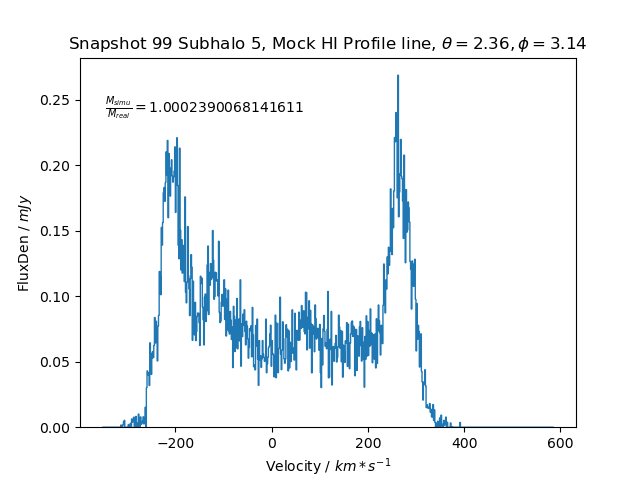 Snapshot 99 Subhalo 5, Mock HI Profile line, θ = 2.36, ϕ = 3.14
M_simu/M_real = 1.0002390068141611
0.25
0.20
0.15
0.10
0.05
0.00
FluxDen / mJy
−200 0 200 400 600
Velocity / km * s⁻¹